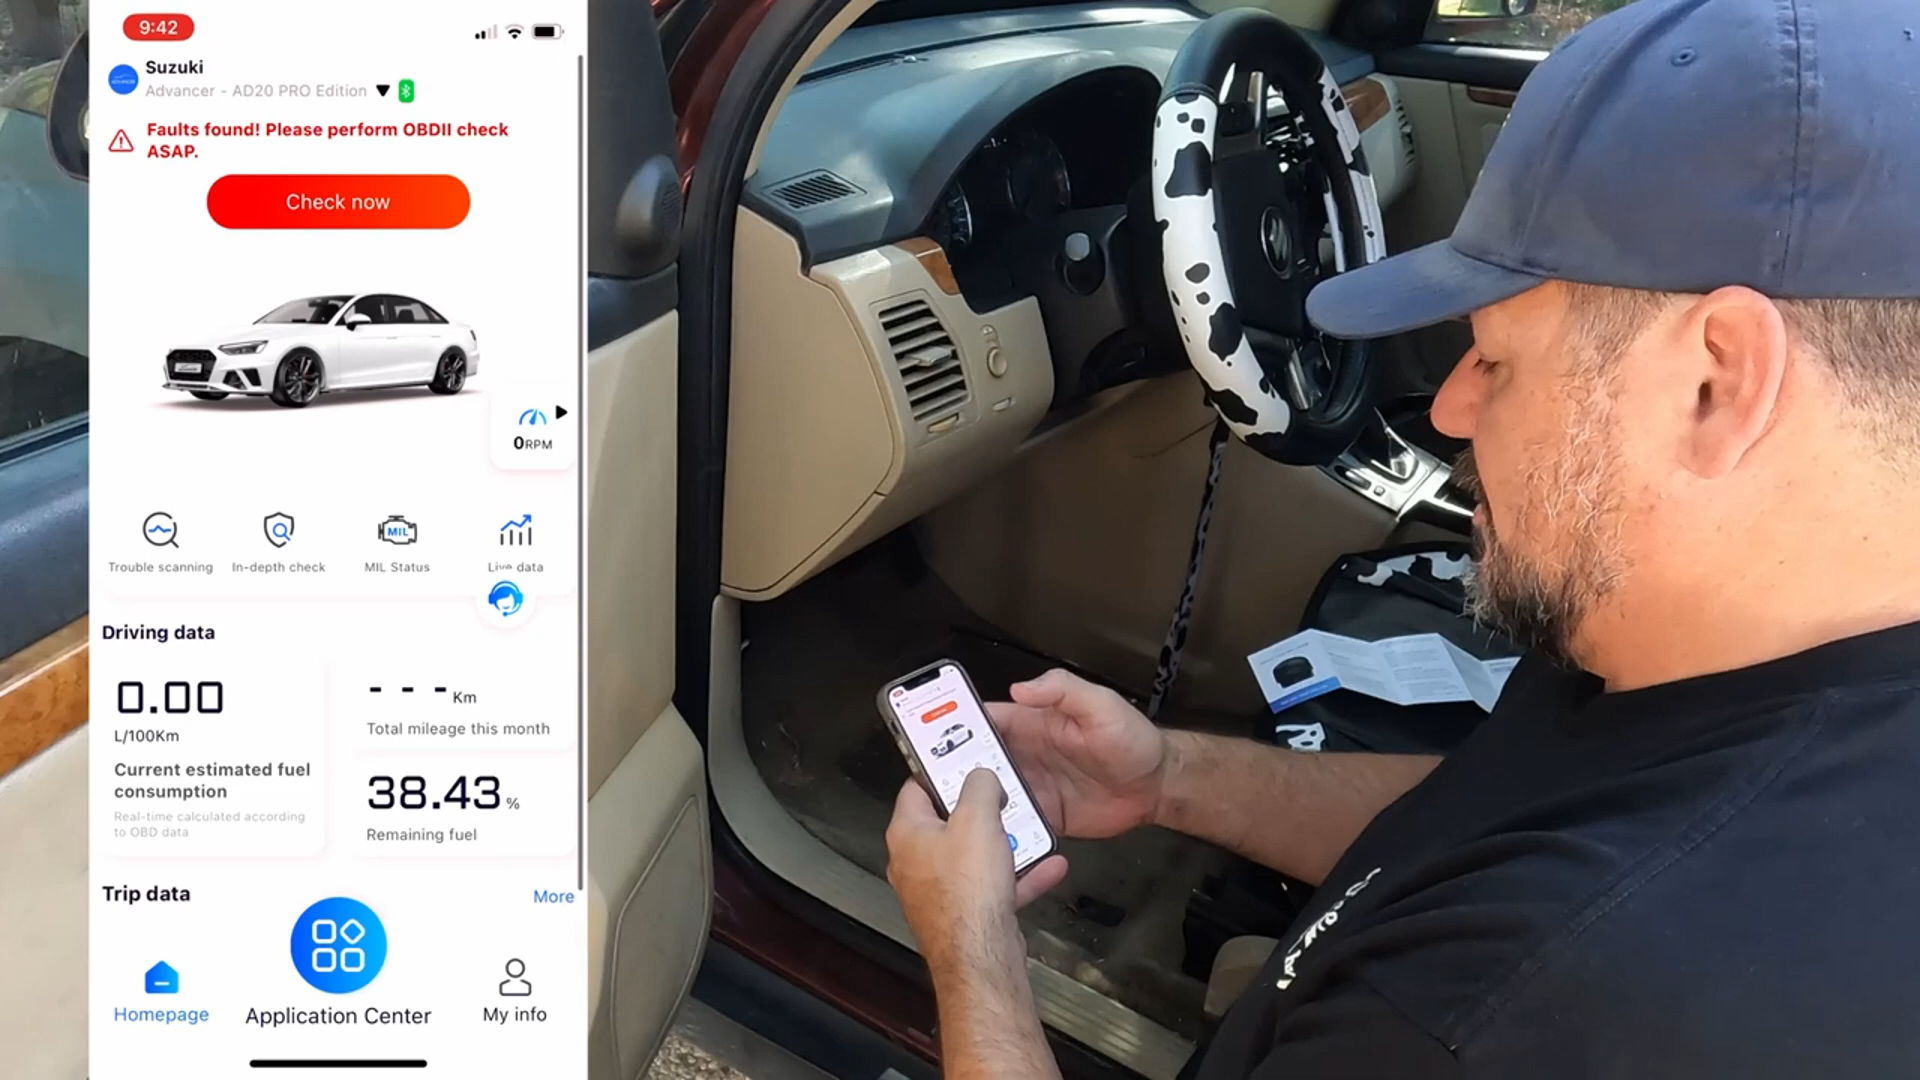 9:42
Suzuki
Advancer - AD20 PRO Edition
Faults found! Please perform OBDII check
ASAP.
Check now
0RPM
MIL
Trouble scanning
In-depth check
MIL Status
Live data
Driving data
0.00
L/100Km
Current estimated fuel
consumption
Real-time calculated according
to OBD data
--- Km
Total mileage this month
38.43 %
Remaining fuel
Trip data
More
Homepage
Application Center
My info